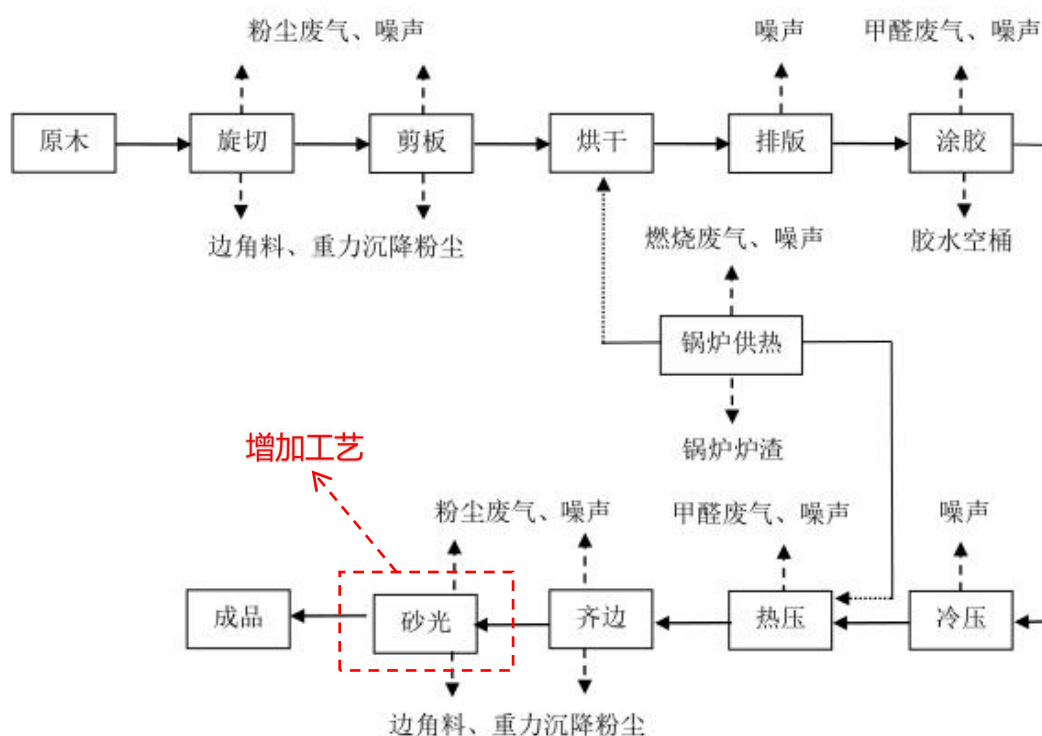 粉尘废气、噪声
噪声
甲醛废气、噪声
原木
旋切
剪板
烘干
排版
涂胶
边角料、重力沉降粉尘
燃烧废气、噪声
胶水空桶
锅炉供热
增加工艺
锅炉炉渣
粉尘废气、噪声
甲醛废气、噪声
噪声
成品
砂光
齐边
热压
冷压
边角料、重力沉降粉尘